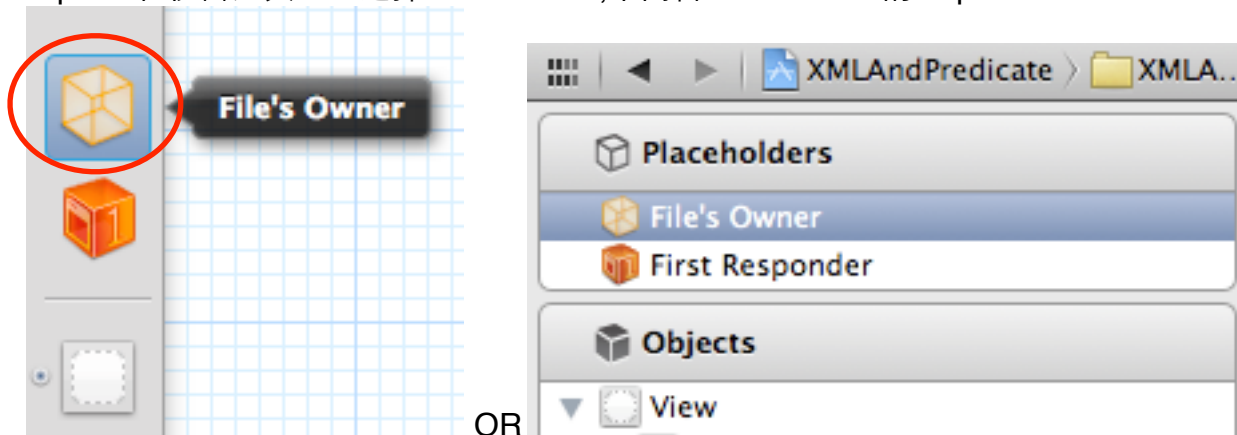 File's Owner
XMLAndPredicate 〉 XMLA..
Placeholders
File's Owner
First Responder
Objects
View
OR